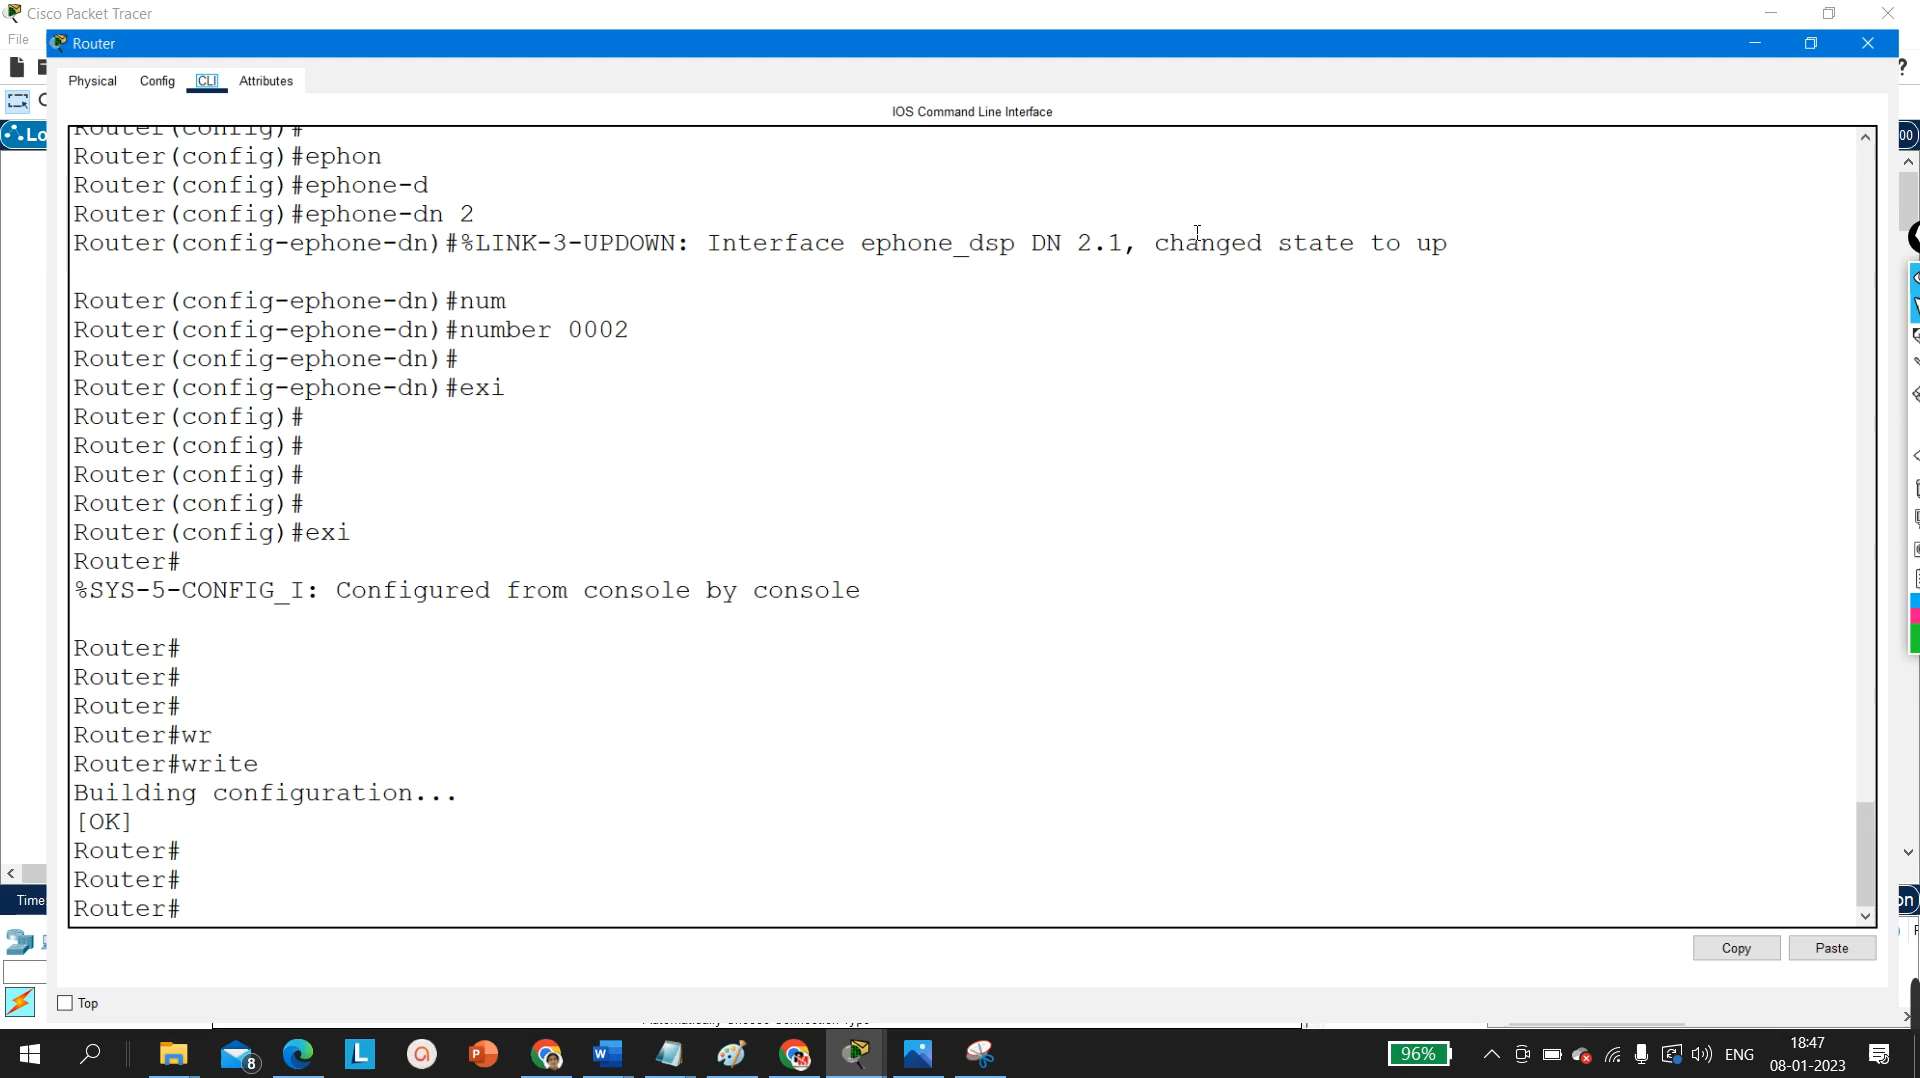 Cisco Packet Tracer
File
Router
Physical Config CLI Attributes
IOS Command Line Interface
Router(config)#
Router(config)#ephon
Router(config)#ephone-d
Router(config)#ephone-dn 2
Router(config-ephone-dn)#%LINK-3-UPDOWN: Interface ephone_dsp DN 2.1, changed state to up
Router(config-ephone-dn)#num
Router(config-ephone-dn)#number 0002
Router(config-ephone-dn)#
Router(config-ephone-dn)#exi
Router(config)#
Router(config)#
Router(config)#
Router(config)#
Router(config)#exi
Router#
%SYS-5-CONFIG_I: Configured from console by console
Router#
Router#
Router#
Router#wr
Router#write
Building configuration...
[OK]
Router#
Router#
Router#
Copy Paste
Top
Time
96%
ENG
18:47
08-01-2023
8